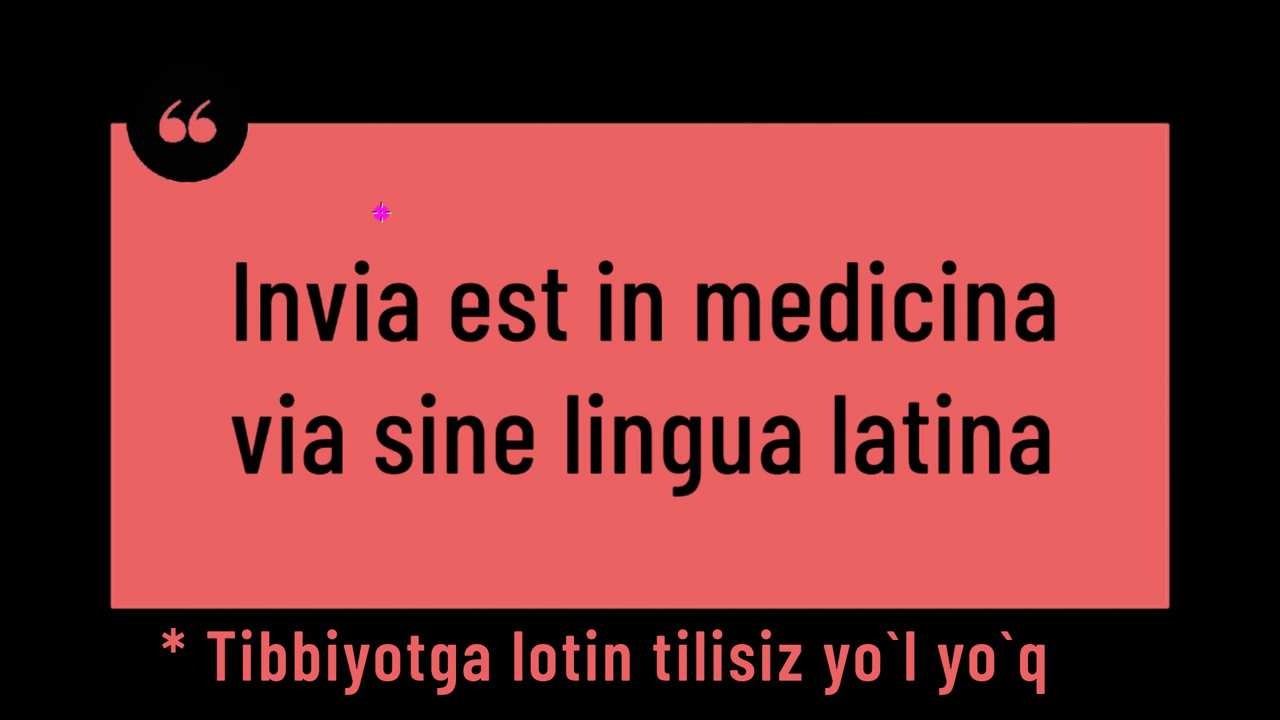 “
Invia est in medicina
via sine lingua latina
* Tibbiyotga lotin tilisiz yo`l yo`q